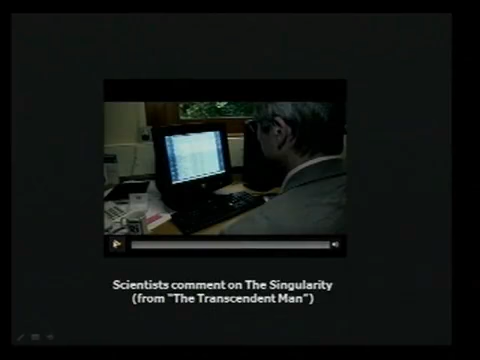 Scientists comment on The Singularity
(from "The Transcendent Man")